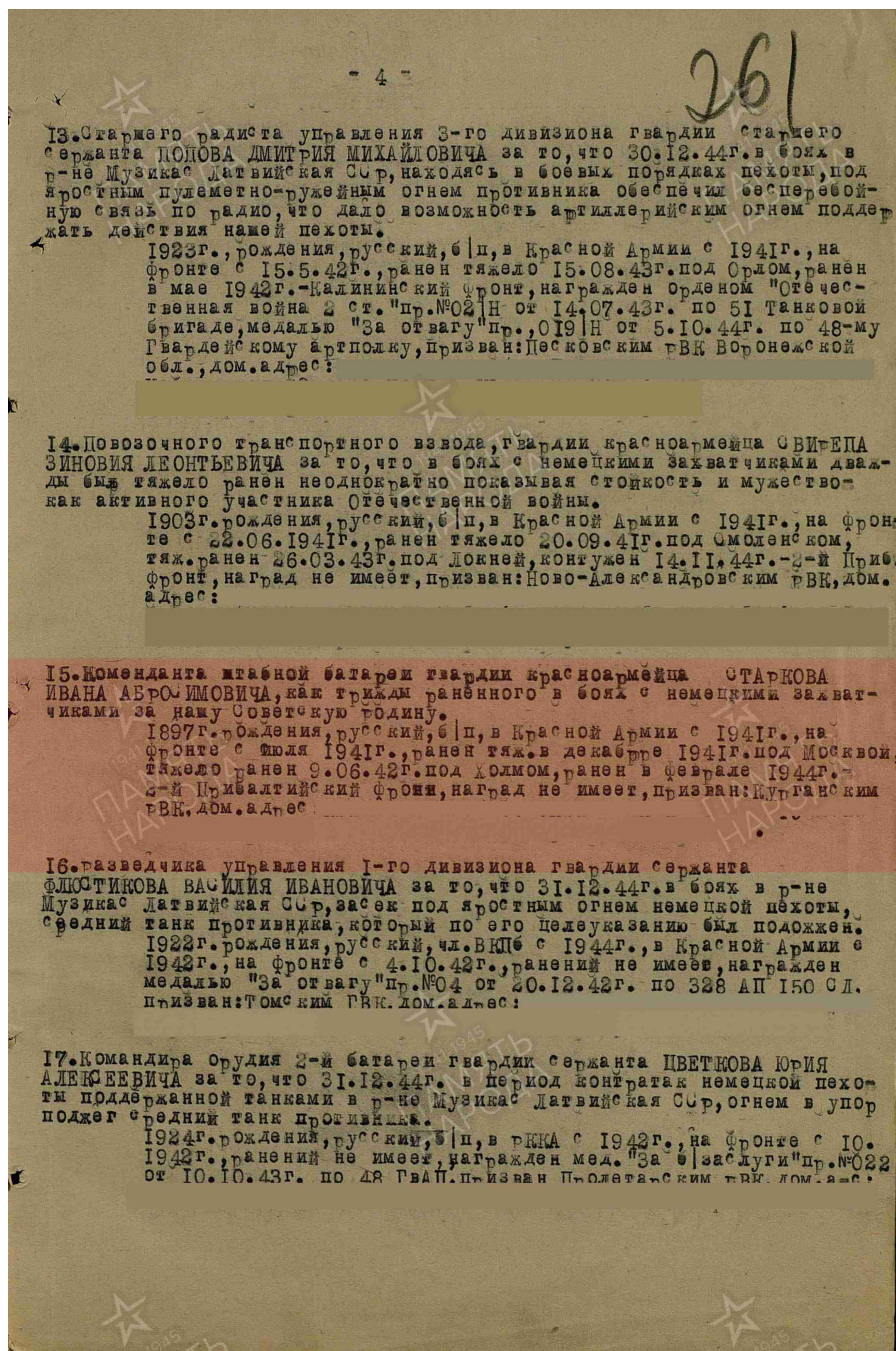 - 4 -
261
13.Старшего радиста управления 3-го дивизиона гвардии старшего
сержанта ПОПОВА ДМИТРИЯ МИХАЙЛОВИЧА за то,что 30.12.44г.в боях в
р-не Музикас Латвийская ССР,находясь в боевых порядках пехоты,под
яростным пулеметно-ружейным огнем противника обеспечил бесперебой-
ную связь по радио,что дало возможность артиллерийским огнем поддер
жать действия нашей пехоты.
1923г.,рождения,русский,б|п,в Красной Армии с 1941г.,на
фронте с 15.5.42г.,ранен тяжело 15.08.43г.под Орлом,ранен
в мае 1942г.-Калининский фронт,награжден орденом "Отечес-
твенная война 2 ст."пр.№02|Н от 14.07.43г. по 51 Танковой
бригаде,медалью "За отвагу"пр.,019|Н от 5.10.44г. по 48-му
Гвардейскому артполку,призван:Песковским РВК Воронежской
обл.,дом.адрес:
14.Повозочного транспортного взвода,гвардии красноармейца СВИРЕПА
ЗИНОВИЯ ЛЕОНТЬЕВИЧА за то,что в боях с немецкими захватчиками дваж-
ды был тяжело ранен неоднократно показывая стойкость и мужество-
как активного участника Отечественной войны.
1903г.рождения,русский,б|п,в Красной Армии с 1941г.,на фрон-
те с 22.06.1941г.,ранен тяжело 20.09.41г.под Смоленском,
тяж.ранен 26.03.43г.под Локней,контужен 14.11.44г.-2-й Приб.
фронт,наград не имеет,призван:Ново-Александровским РВК,дом.
адрес:
15.Коменданта штабной батареи гвардии красноармейца СТАРКОВА
ИВАНА АБРОСИМОВИЧА,как трижды раненного в боях с немецкими захват-
чиками за нашу Советскую родину.
1897г.рождения,русский,б|п,в Красной Армии с 1941г.,на
фронте с июля 1941г.,ранен тяж.в декабрре 1941г.под Москвой,
тяжело ранен 9.06.42г.под Холмом,ранен в феврале 1944г.-
2-й Прибалтийский фронт,наград не имеет,призван:Курганским
РВК,дом.адрес
16.Разведчика управления 1-го дивизиона гвардии сержанта
ФЛЮСТИКОВА ВАСИЛИЯ ИВАНОВИЧА за то,что 31.12.44г.в боях в р-не
Музикас Латвийская ССР,засек под яростным огнем немецкой пехоты,
средний танк противника,который по его целеуказанию был подожжен.
1922г.рождения,русский,чл.ВКПб с 1944г.,в Красной Армии с
1942г.,на фронте с 4.10.42г.,ранений не имеет,награжден
медалью "За отвагу"пр.№04 от 20.12.42г. по 328 АП 150 СД.
призван:Томским ГВК.дом.адрес:
17.Командира орудия 2-й батареи гвардии сержанта ЦВЕТКОВА ЮРИЯ
АЛЕКСЕЕВИЧА за то,что 31.12.44г. в период контратак немецкой пехо-
ты поддержанной танками в р-не Музикас Латвийская ССР,огнем в упор
поджег средний танк противника.
1924г.рождения,русский,б|п,в РККА с 1942г.,на фронте с 10.
1942г.,ранений не имеет,награжден мед."За б|заслуги"пр.№022
от 10.10.43г. по 48 ГвАП.призван Пролетарским РВК.дом.а-с: